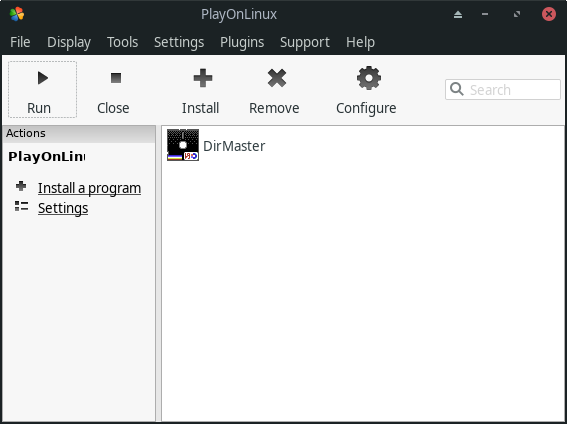 PlayOnLinux
File Display Tools Settings Plugins Support Help
Run Close Install Remove Configure Search
Actions
PlayOnLin
DirMaster
Install a program
Settings